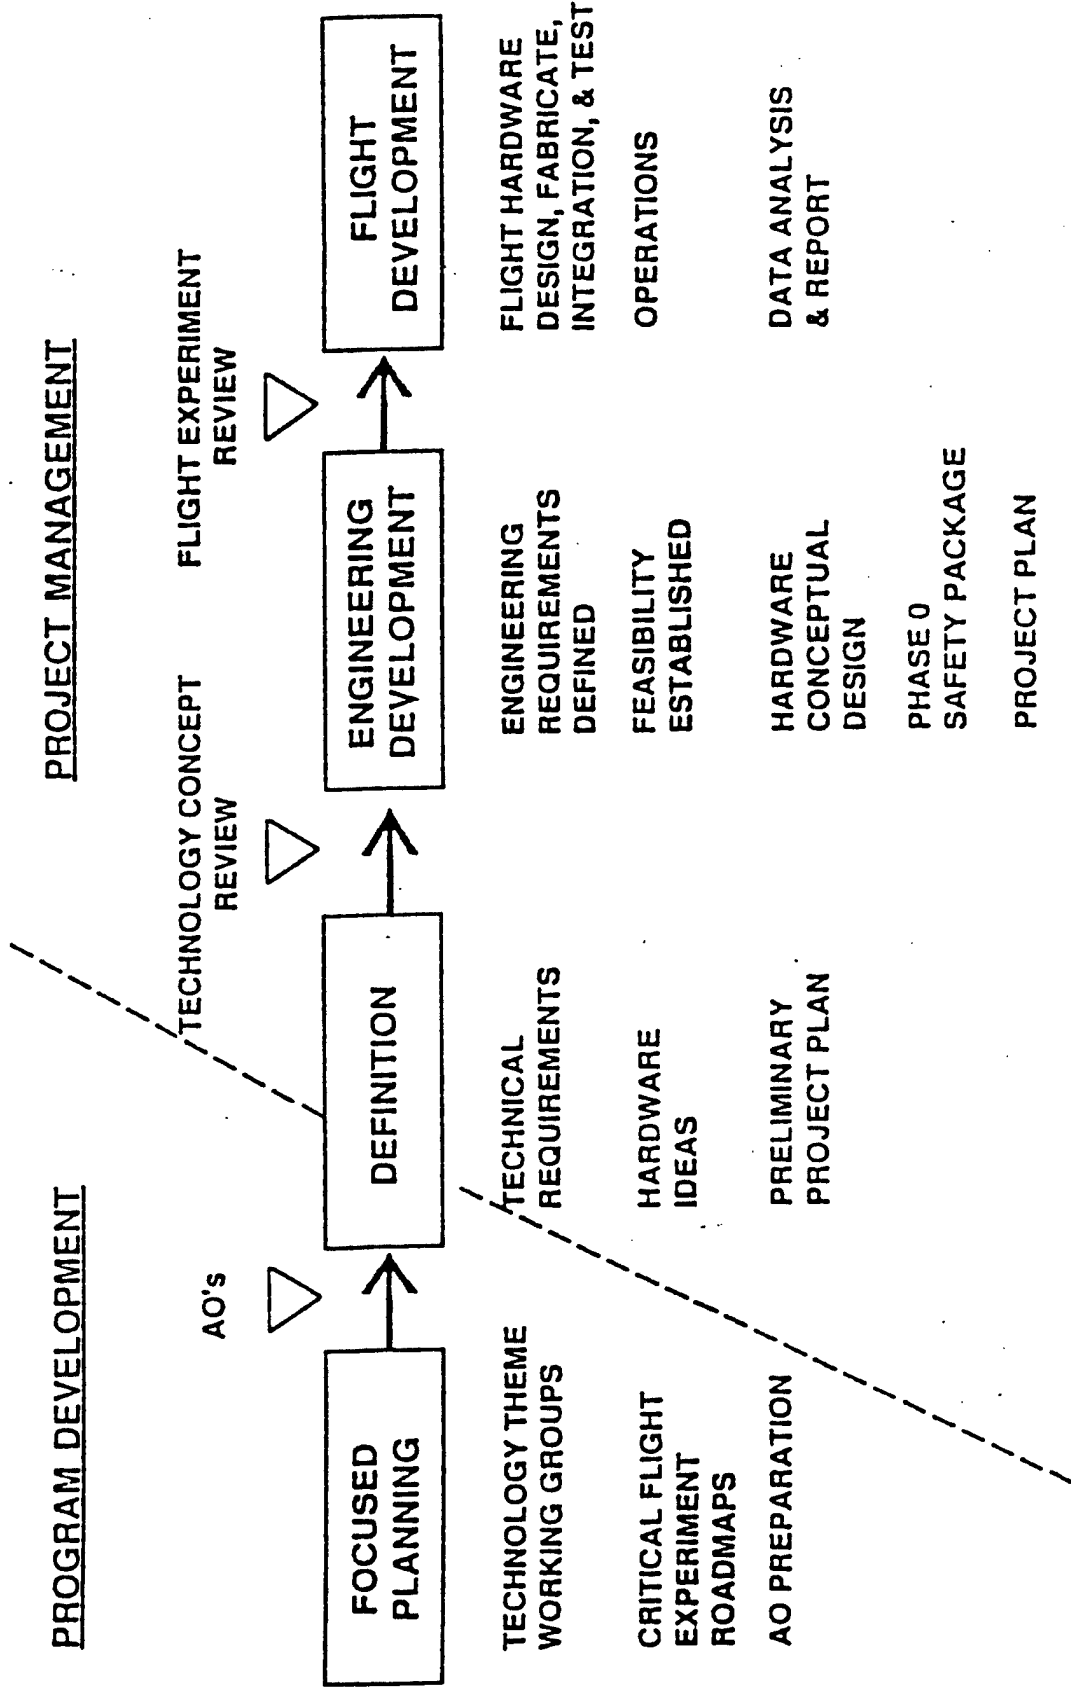 PROGRAM DEVELOPMENT
PROJECT MANAGEMENT
AO's
TECHNOLOGY CONCEPT
REVIEW
FLIGHT EXPERIMENT
REVIEW
FOCUSED
PLANNING
DEFINITION
ENGINEERING
DEVELOPMENT
FLIGHT
DEVELOPMENT
TECHNOLOGY THEME
WORKING GROUPS
CRITICAL FLIGHT
EXPERIMENT
ROADMAPS
AO PREPARATION
TECHNICAL
REQUIREMENTS
HARDWARE
IDEAS
PRELIMINARY
PROJECT PLAN
ENGINEERING
REQUIREMENTS
DEFINED
FEASIBILITY
ESTABLISHED
HARDWARE
CONCEPTUAL
DESIGN
PHASE 0
SAFETY PACKAGE
PROJECT PLAN
FLIGHT HARDWARE
DESIGN, FABRICATE,
INTEGRATION, & TEST
OPERATIONS
DATA ANALYSIS
& REPORT